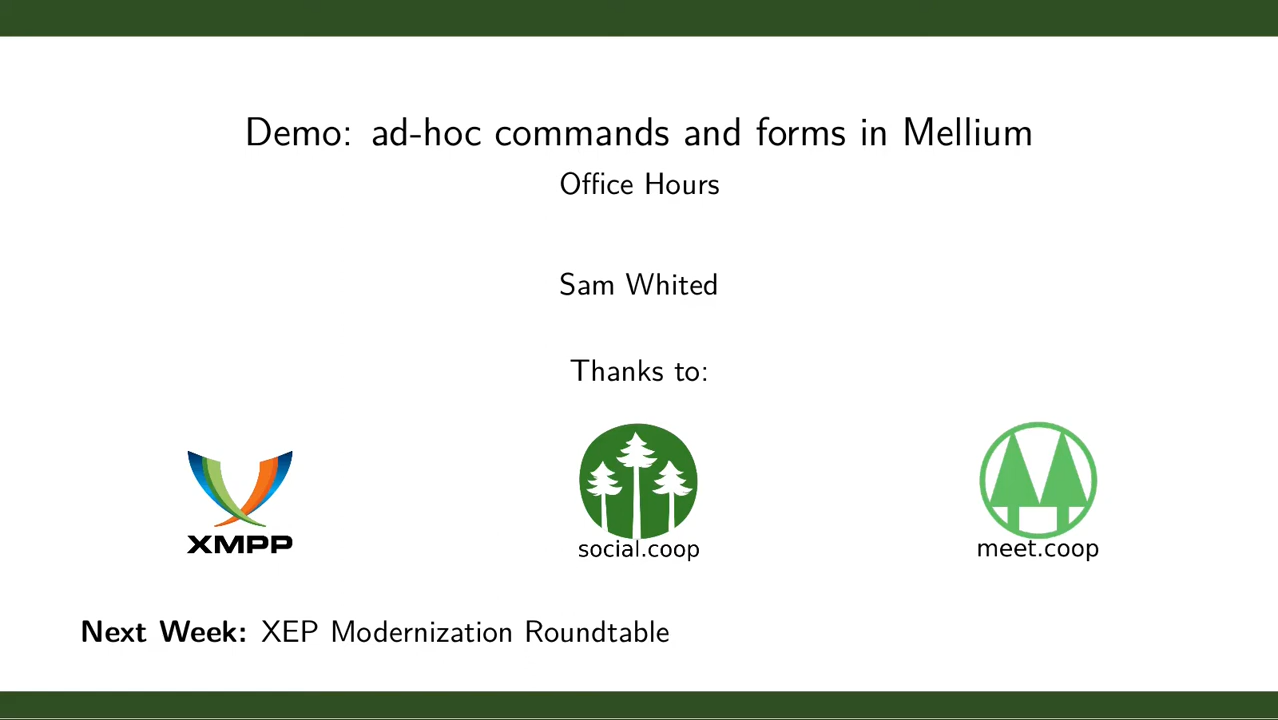 Demo: ad-hoc commands and forms in Mellium
Office Hours
Sam Whited
Thanks to:
XMPP
social.coop
meet.coop
Next Week: XEP Modernization Roundtable